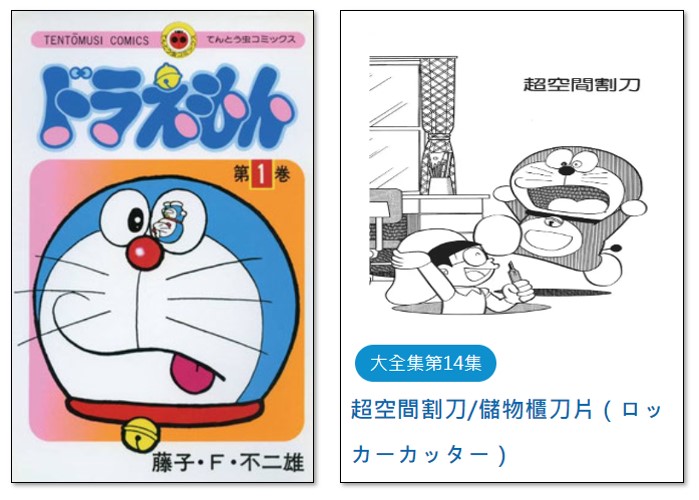 TENTŌMUSI COMICS
てんとう虫コミックス
ドラえもん
第1巻
藤子・F・不二雄
超空間割刀
大全集第14集
超空間割刀/儲物櫃刀片（ロッ
カーカッター）